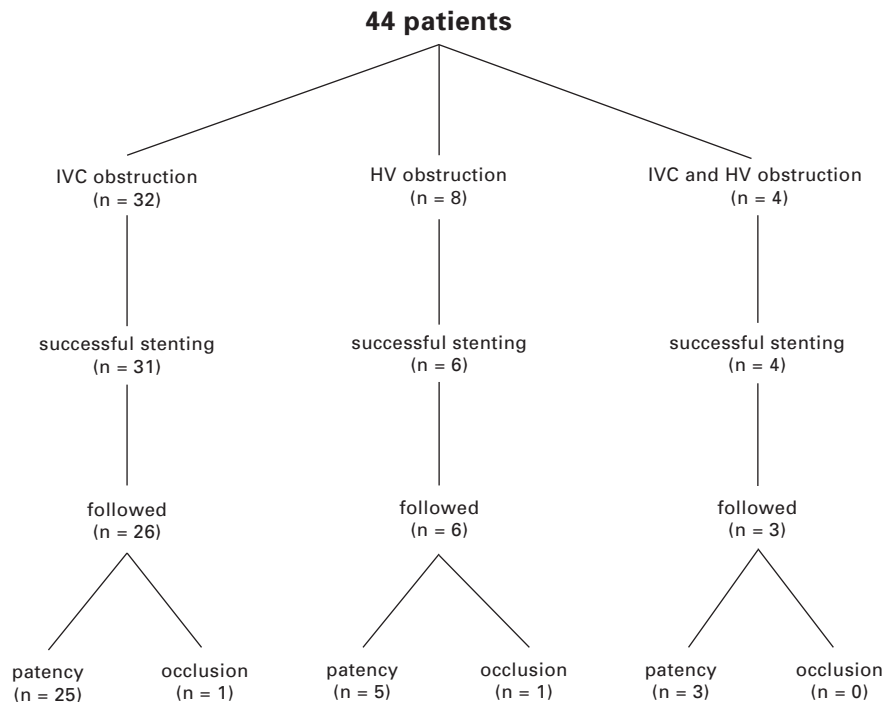 44 patients
IVC obstruction
(n = 32)
HV obstruction
(n = 8)
IVC and HV obstruction
(n = 4)
successful stenting
(n = 31)
successful stenting
(n = 6)
successful stenting
(n = 4)
followed
(n = 26)
followed
(n = 6)
followed
(n = 3)
patency
(n = 25)
occlusion
(n = 1)
patency
(n = 5)
occlusion
(n = 1)
patency
(n = 3)
occlusion
(n = 0)